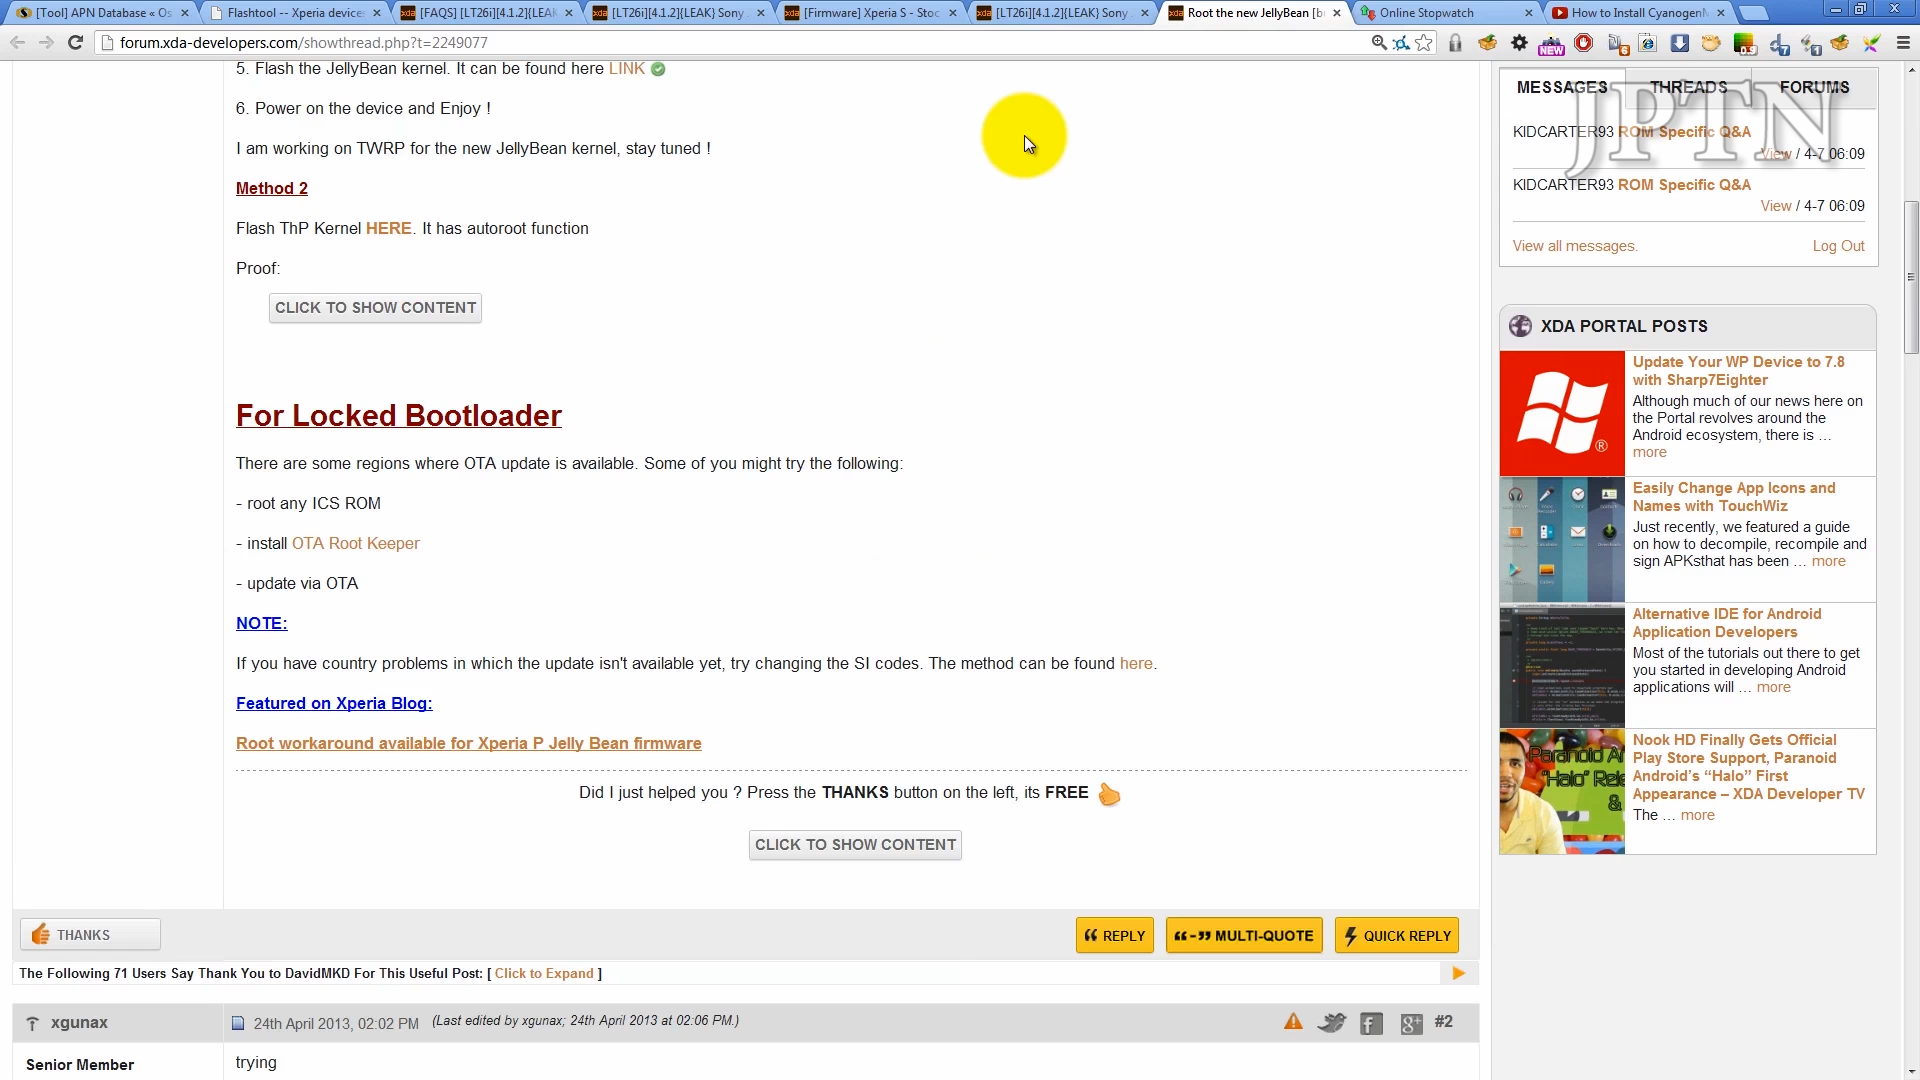 [Tool] APN Database « Os
Flashtool -- Xperia device
[FAQS] [LT26i][4.1.2]{LEAK
[LT26i][4.1.2]{LEAK} Sony
[Firmware] Xperia S - Stoc
[LT26i][4.1.2]{LEAK} Sony
Root the new JellyBean [b
Online Stopwatch
How to Install Cyanogen
forum.xda-developers.com/showthread.php?t=2249077
NEW
5. Flash the JellyBean kernel. It can be found here LINK
6. Power on the device and Enjoy !
I am working on TWRP for the new JellyBean kernel, stay tuned !
Method 2
Flash ThP Kernel HERE. It has autoroot function
Proof:
CLICK TO SHOW CONTENT
For Locked Bootloader
There are some regions where OTA update is available. Some of you might try the following:
- root any ICS ROM
- install OTA Root Keeper
- update via OTA
NOTE:
If you have country problems in which the update isn't available yet, try changing the SI codes. The method can be found here.
Featured on Xperia Blog:
Root workaround available for Xperia P Jelly Bean firmware
Did I just helped you ? Press the THANKS button on the left, its FREE
CLICK TO SHOW CONTENT
THANKS
REPLY
MULTI-QUOTE
QUICK REPLY
The Following 71 Users Say Thank You to DavidMKD For This Useful Post: [ Click to Expand ]
xgunax
24th April 2013, 02:02 PM (Last edited by xgunax; 24th April 2013 at 02:06 PM.)
#2
Senior Member
trying
MESSAGES THREADS FORUMS
JPTN
KIDCARTER93 ROM Specific Q&A
View / 4-7 06:09
KIDCARTER93 ROM Specific Q&A
View / 4-7 06:09
View all messages. Log Out
XDA PORTAL POSTS
Update Your WP Device to 7.8
with Sharp7Eighter
Although much of our news here on
the Portal revolves around the
Android ecosystem, there is …
more
Easily Change App Icons and
Names with TouchWiz
Just recently, we featured a guide
on how to decompile, recompile and
sign APKsthat has been … more
Alternative IDE for Android
Application Developers
Most of the tutorials out there to get
you started in developing Android
applications will … more
Nook HD Finally Gets Official
Play Store Support, Paranoid
Android's “Halo” First
Appearance – XDA Developer TV
The … more